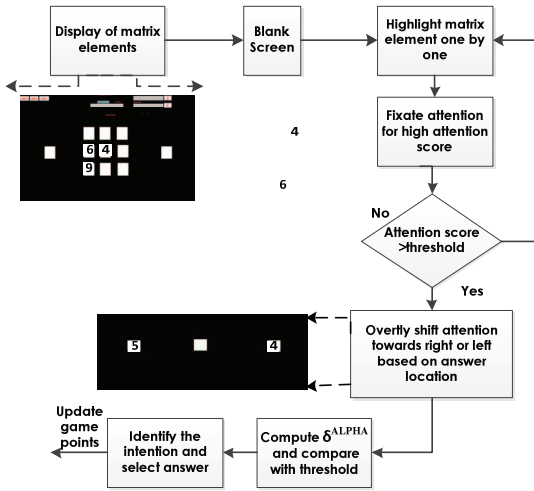 Display of matrix
elements
Blank
Screen
Highlight matrix
element one by
one
6 4
9
4
6
Fixate attention
for high attention
score
No
Attention score
>threshold
Yes
5
4
Overtly shift attention
towards right or left
based on answer
location
Update
game
points
Identify the
intention and
select answer
Compute δALPHA
and compare
with threshold